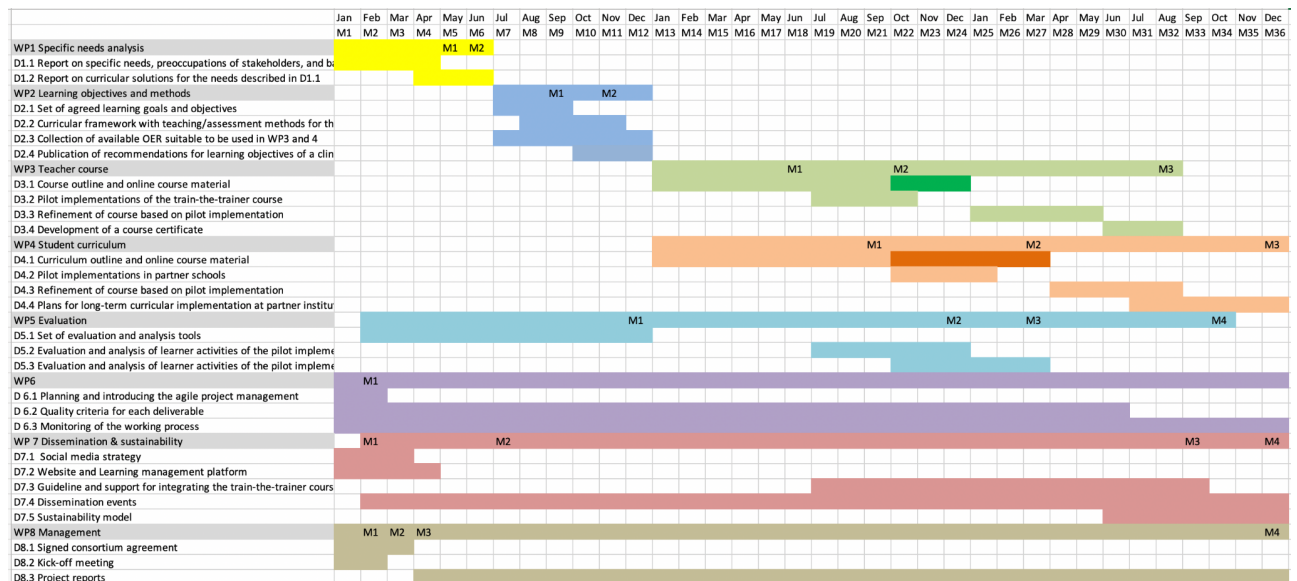 Jan Feb Mar Apr May Jun Jul Aug Sep Oct Nov Dec Jan Feb Mar Apr May Jun Jul Aug Sep Oct Nov Dec Jan Feb Mar Apr May Jun Jul Aug Sep Oct Nov Dec
M1 M2 M3 M4 M5 M6 M7 M8 M9 M10 M11 M12 M13 M14 M15 M16 M17 M18 M19 M20 M21 M22 M23 M24 M25 M26 M27 M28 M29 M30 M31 M32 M33 M34 M35 M36
WP1 Specific needs analysis M1 M2
D1.1 Report on specific needs, preoccupations of stakeholders, and ba
D1.2 Report on curricular solutions for the needs described in D1.1
WP2 Learning objectives and methods M1 M2
D2.1 Set of agreed learning goals and objectives
D2.2 Curricular framework with teaching/assessment methods for th
D2.3 Collection of available OER suitable to be used in WP3 and 4
D2.4 Publication of recommendations for learning objectives of a clin
WP3 Teacher course M1 M2 M3
D3.1 Course outline and online course material
D3.2 Pilot implementations of the train-the-trainer course
D3.3 Refinement of course based on pilot implementation
D3.4 Development of a course certificate
WP4 Student curriculum M1 M2 M3
D4.1 Curriculum outline and online course material
D4.2 Pilot implementations in partner schools
D4.3 Refinement of course based on pilot implementation
D4.4 Plans for long-term curricular implementation at partner institu
WP5 Evaluation M1 M2 M3 M4
D5.1 Set of evaluation and analysis tools
D5.2 Evaluation and analysis of learner activities of the pilot impleme
D5.3 Evaluation and analysis of learner activities of the pilot impleme
WP6 M1
D 6.1 Planning and introducing the agile project management
D 6.2 Quality criteria for each deliverable
D 6.3 Monitoring of the working process
WP 7 Dissemination & sustainability M1 M2 M3 M4
D7.1 Social media strategy
D7.2 Website and Learning management platform
D7.3 Guideline and support for integrating the train-the-trainer cours
D7.4 Dissemination events
D7.5 Sustainability model
WP8 Management M1 M2 M3 M4
D8.1 Signed consortium agreement
D8.2 Kick-off meeting
D8.3 Project reports